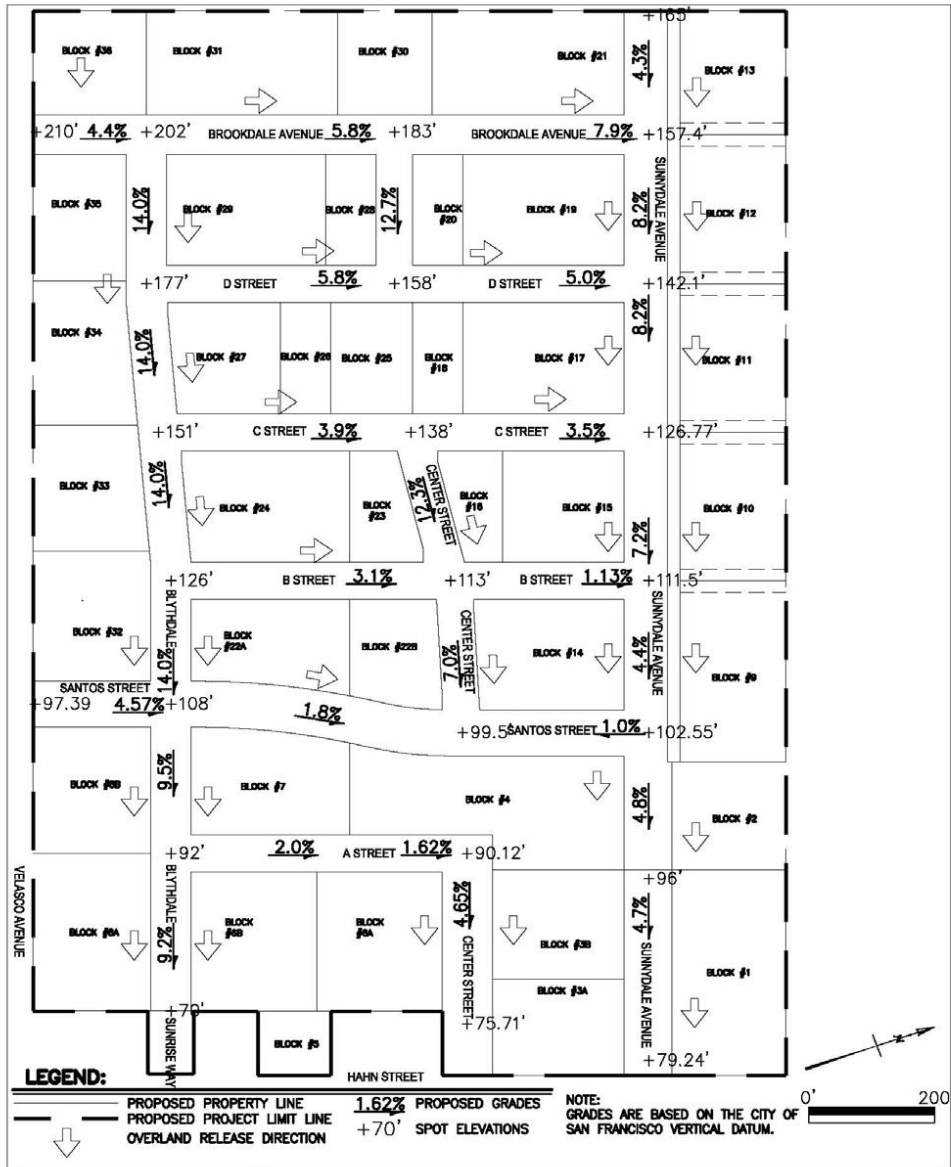 +165'
BLOCK #36
BLOCK #31
BLOCK #30
BLOCK #21
4.3%
BLOCK #13
+210' 4.4% +202' BROOKDALE AVENUE 5.8% +183' BROOKDALE AVENUE 7.9% +157.4'
BLOCK #35
14.0%
BLOCK #29
BLOCK #28
12.7%
BLOCK #20
BLOCK #19
8.2%
SUNNYDALE AVENUE
BLOCK #12
+177' D STREET 5.8% +158' D STREET 5.0% +142.1'
BLOCK #34
14.0%
BLOCK #27
BLOCK #26
BLOCK #25
BLOCK #18
BLOCK #17
8.2%
BLOCK #11
+151' C STREET 3.9% +138' C STREET 3.5% +126.77'
BLOCK #33
14.0%
BLOCK #24
BLOCK #23
12.3%
CENTER STREET
BLOCK #16
BLOCK #15
7.2%
BLOCK #10
+126' B STREET 3.1% +113' B STREET 1.13% +111.5'
BLOCK #32
BLYTHDALE
14.0%
BLOCK #22A
BLOCK #22B
CENTER STREET
7.0%
BLOCK #14
SUNNYDALE AVENUE
4.4%
BLOCK #9
SANTOS STREET
+97.39 4.57% +108'
1.8%
+99.5' SANTOS STREET 1.0% +102.55'
BLOCK #8B
9.5%
BLOCK #7
BLOCK #4
4.8%
BLOCK #2
+92' 2.0% A STREET 1.62% +90.12'
+96'
VELASCO AVENUE
BLOCK #8A
BLYTHDALE
9.2%
BLOCK #6B
BLOCK #6A
4.65%
CENTER STREET
BLOCK #3B
BLOCK #3A
4.7%
SUNNYDALE AVENUE
BLOCK #1
+70'
SUNRISE WAY
BLOCK #5
+75.71'
+79.24'
HAHN STREET
N
LEGEND:
PROPOSED PROPERTY LINE
PROPOSED PROJECT LIMIT LINE
OVERLAND RELEASE DIRECTION
1.62% PROPOSED GRADES
+70' SPOT ELEVATIONS
NOTE:
GRADES ARE BASED ON THE CITY OF
SAN FRANCISCO VERTICAL DATUM.
0' 200